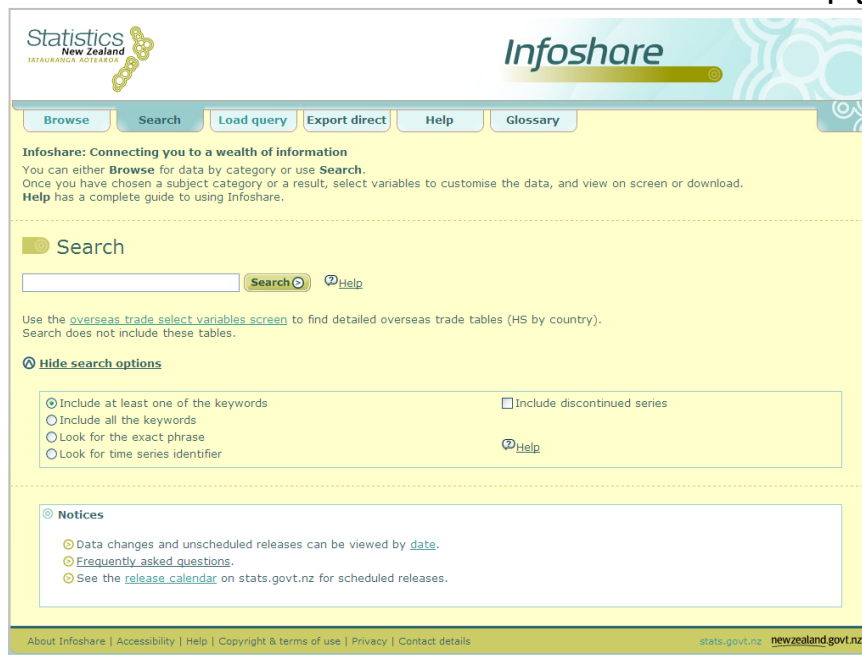 Statistics
New Zealand
TATAURANGA AOTEAROA
Infoshare
Browse Search Load query Export direct Help Glossary
Infoshare: Connecting you to a wealth of information
You can either Browse for data by category or use Search.
Once you have chosen a subject category or a result, select variables to customise the data, and view on screen or download.
Help has a complete guide to using Infoshare.
Search
Search Help
Use the overseas trade select variables screen to find detailed overseas trade tables (HS by country).
Search does not include these tables.
Hide search options
Include at least one of the keywords Include discontinued series
Include all the keywords
Look for the exact phrase Help
Look for time series identifier
Notices
Data changes and unscheduled releases can be viewed by date.
Frequently asked questions.
See the release calendar on stats.govt.nz for scheduled releases.
About Infoshare | Accessibility | Help | Copyright & terms of use | Privacy | Contact details stats.govt.nz newzealand.govt.nz